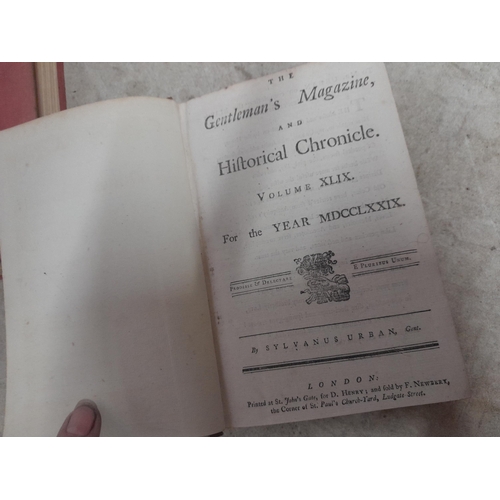 THE
Gentleman's Magazine,
AND
Hiſtorical Chronicle.
VOLUME XLIX.
For the YEAR MDCCLXXIX.
PRODESSE & DELECTARE E PLURIBUS UNUM.
By SYLVANUS URBAN, Gent.
LONDON:
Printed at St. John's Gate, for D. HENRY; and ſold by F. NEWBERY,
the Corner of St. Paul's Church-Yard, Ludgate-Street.